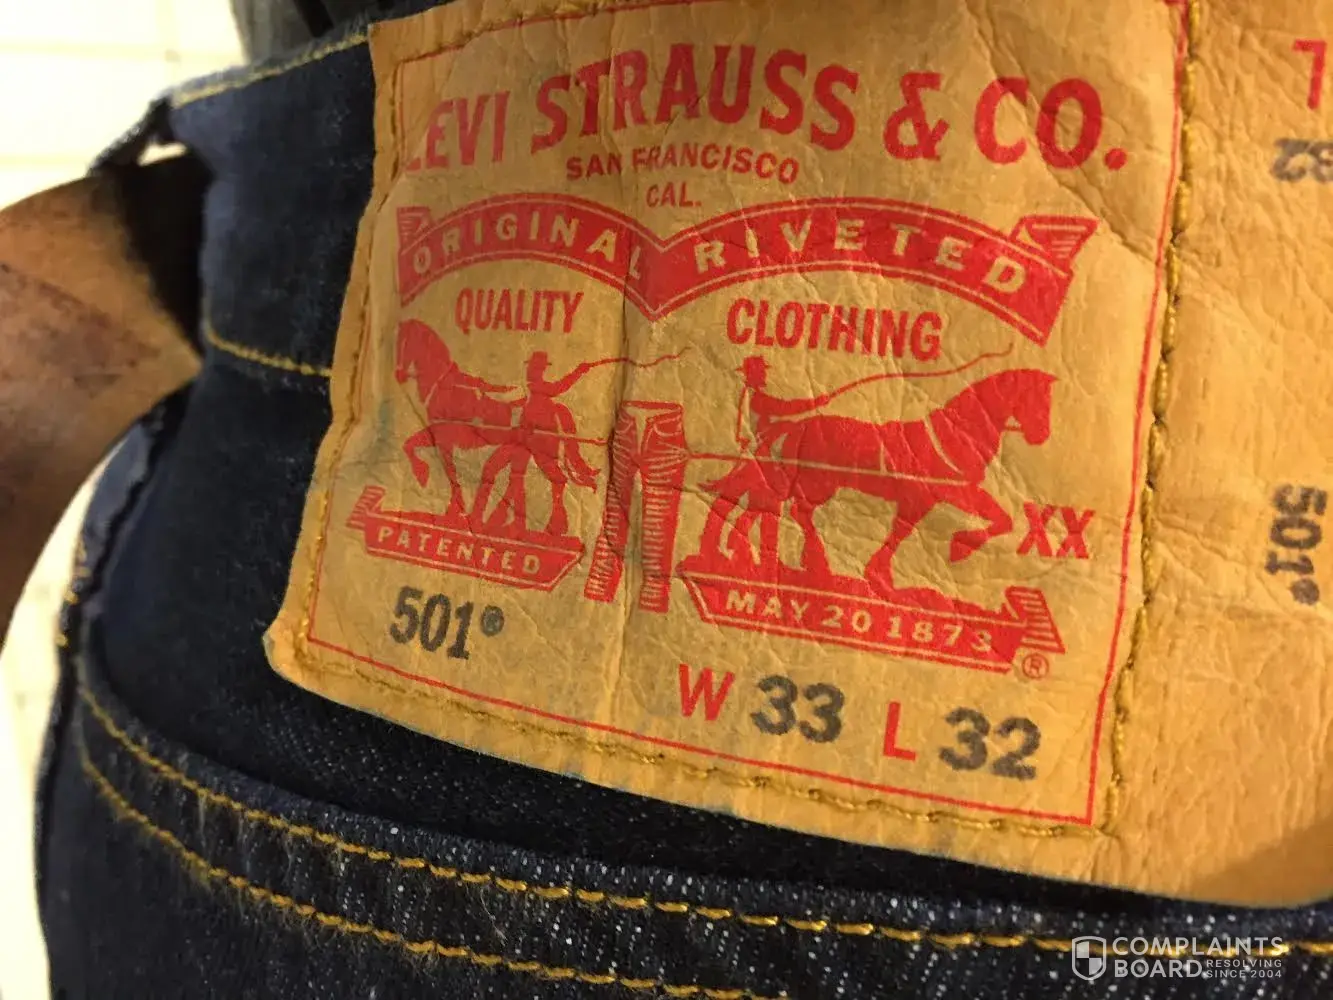 LEVI STRAUSS & CO.
SAN FRANCISCO
CAL.
ORIGINAL RIVETED
QUALITY CLOTHING
XX
PATENTED
MAY 20 1873
®
501®
W 33 L 32
32
501®
COMPLAINTS
BOARD RESOLVING
SINCE 2004